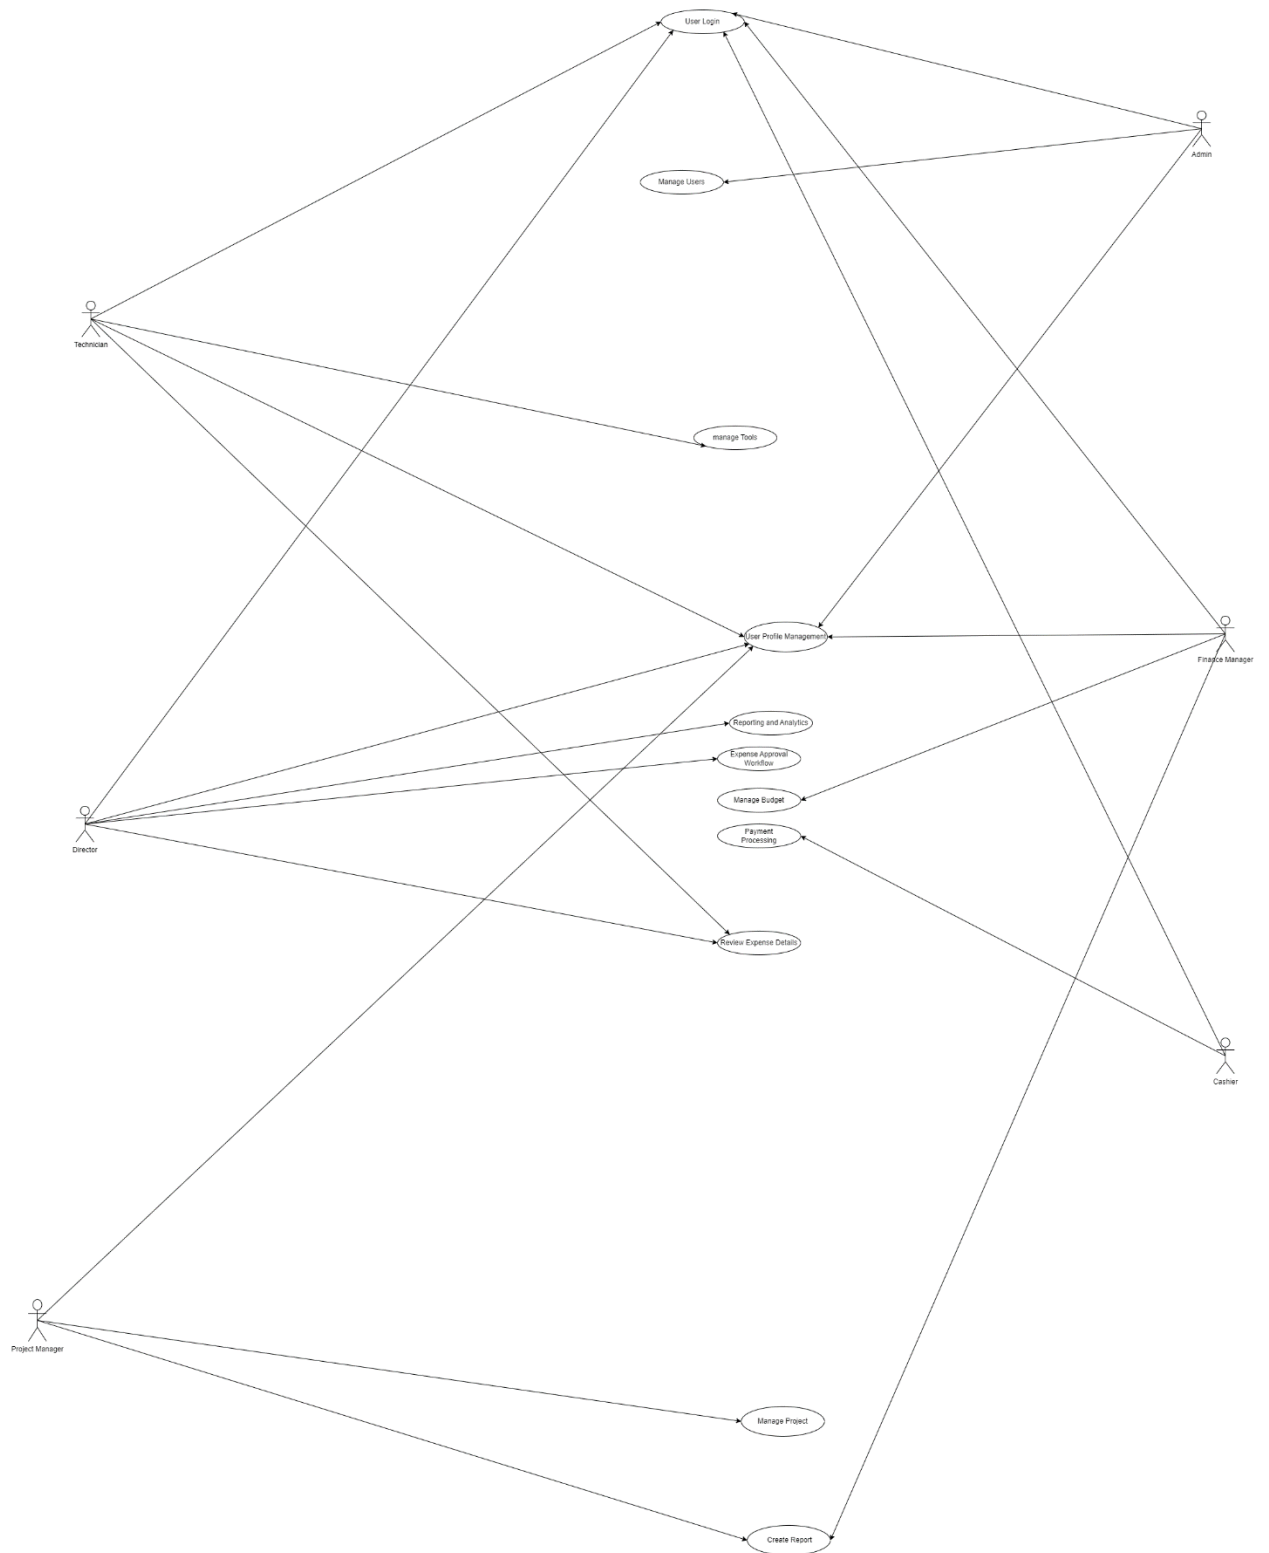 User Login
Admin
Manage Users
Technician
manage Tools
User Profile Management
Finance Manager
Reporting and Analytics
Expense Approval
Workflow
Manage Budget
Payment
Processing
Director
Review Expense Details
Cashier
Project Manager
Manage Project
Create Report